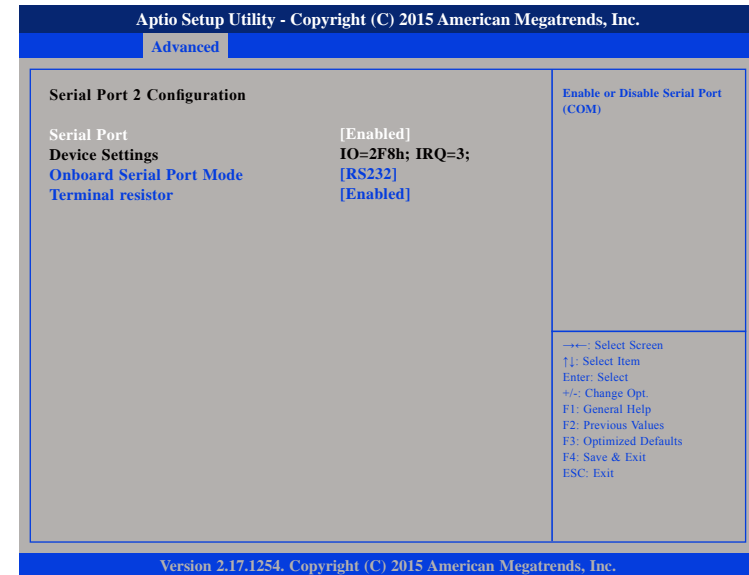 Aptio Setup Utility - Copyright (C) 2015 American Megatrends, Inc.
Advanced
Serial Port 2 Configuration
Serial Port [Enabled]
Device Settings IO=2F8h; IRQ=3;
Onboard Serial Port Mode [RS232]
Terminal resistor [Enabled]
Enable or Disable Serial Port
(COM)
→←: Select Screen
↑↓: Select Item
Enter: Select
+/-: Change Opt.
F1: General Help
F2: Previous Values
F3: Optimized Defaults
F4: Save & Exit
ESC: Exit
Version 2.17.1254. Copyright (C) 2015 American Megatrends, Inc.